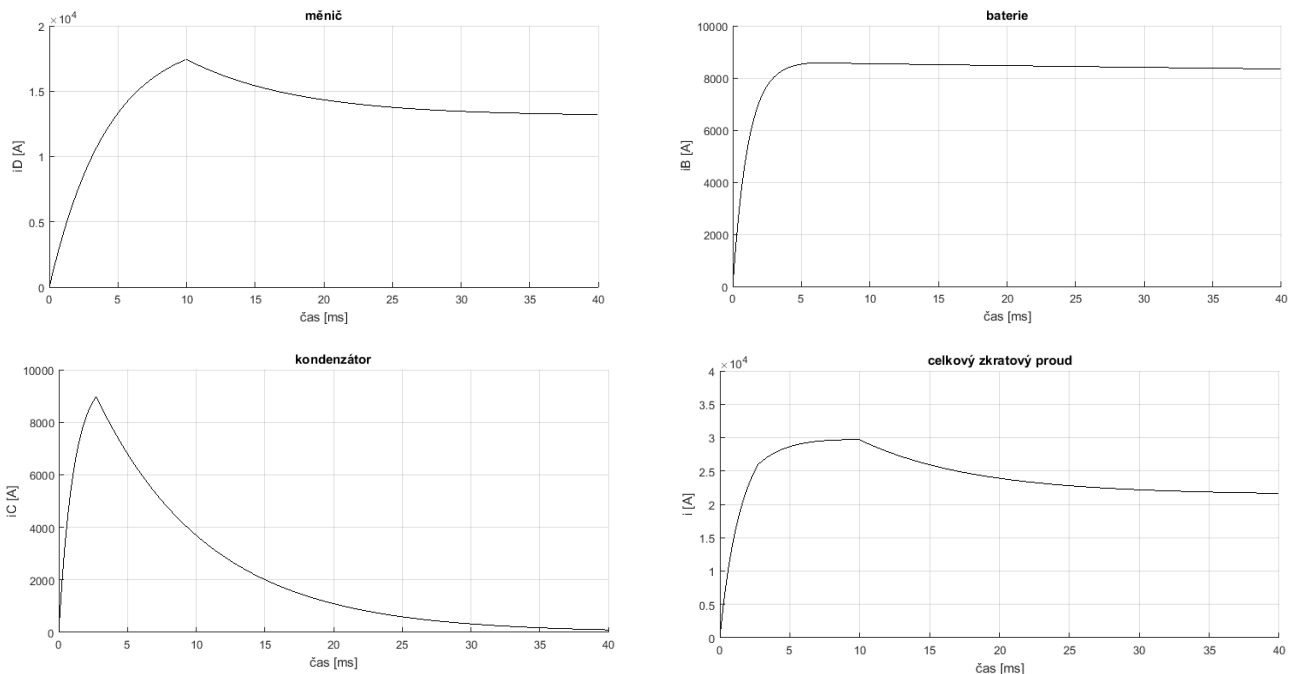 měnič
×10⁴
2
1.5
1
0.5
0
iD [A]
0 5 10 15 20 25 30 35 40
čas [ms]
baterie
10000
8000
6000
4000
2000
0
iB [A]
0 5 10 15 20 25 30 35 40
čas [ms]
kondenzátor
10000
8000
6000
4000
2000
0
iC [A]
0 5 10 15 20 25 30 35 40
čas [ms]
celkový zkratový proud
×10⁴
4
3.5
3
2.5
2
1.5
1
0.5
0
i [A]
0 5 10 15 20 25 30 35 40
čas [ms]